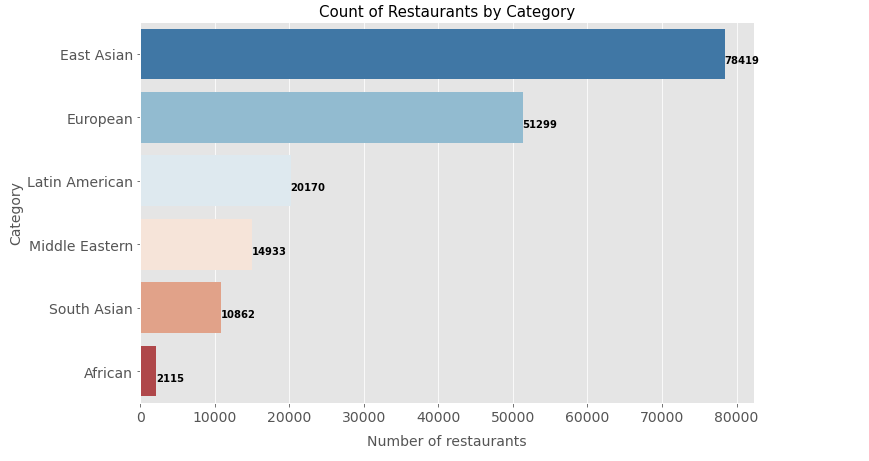 Count of Restaurants by Category
East Asian
78419
European
51299
Latin American
20170
Middle Eastern
14933
South Asian
10862
African
2115
Category
0 10000 20000 30000 40000 50000 60000 70000 80000
Number of restaurants